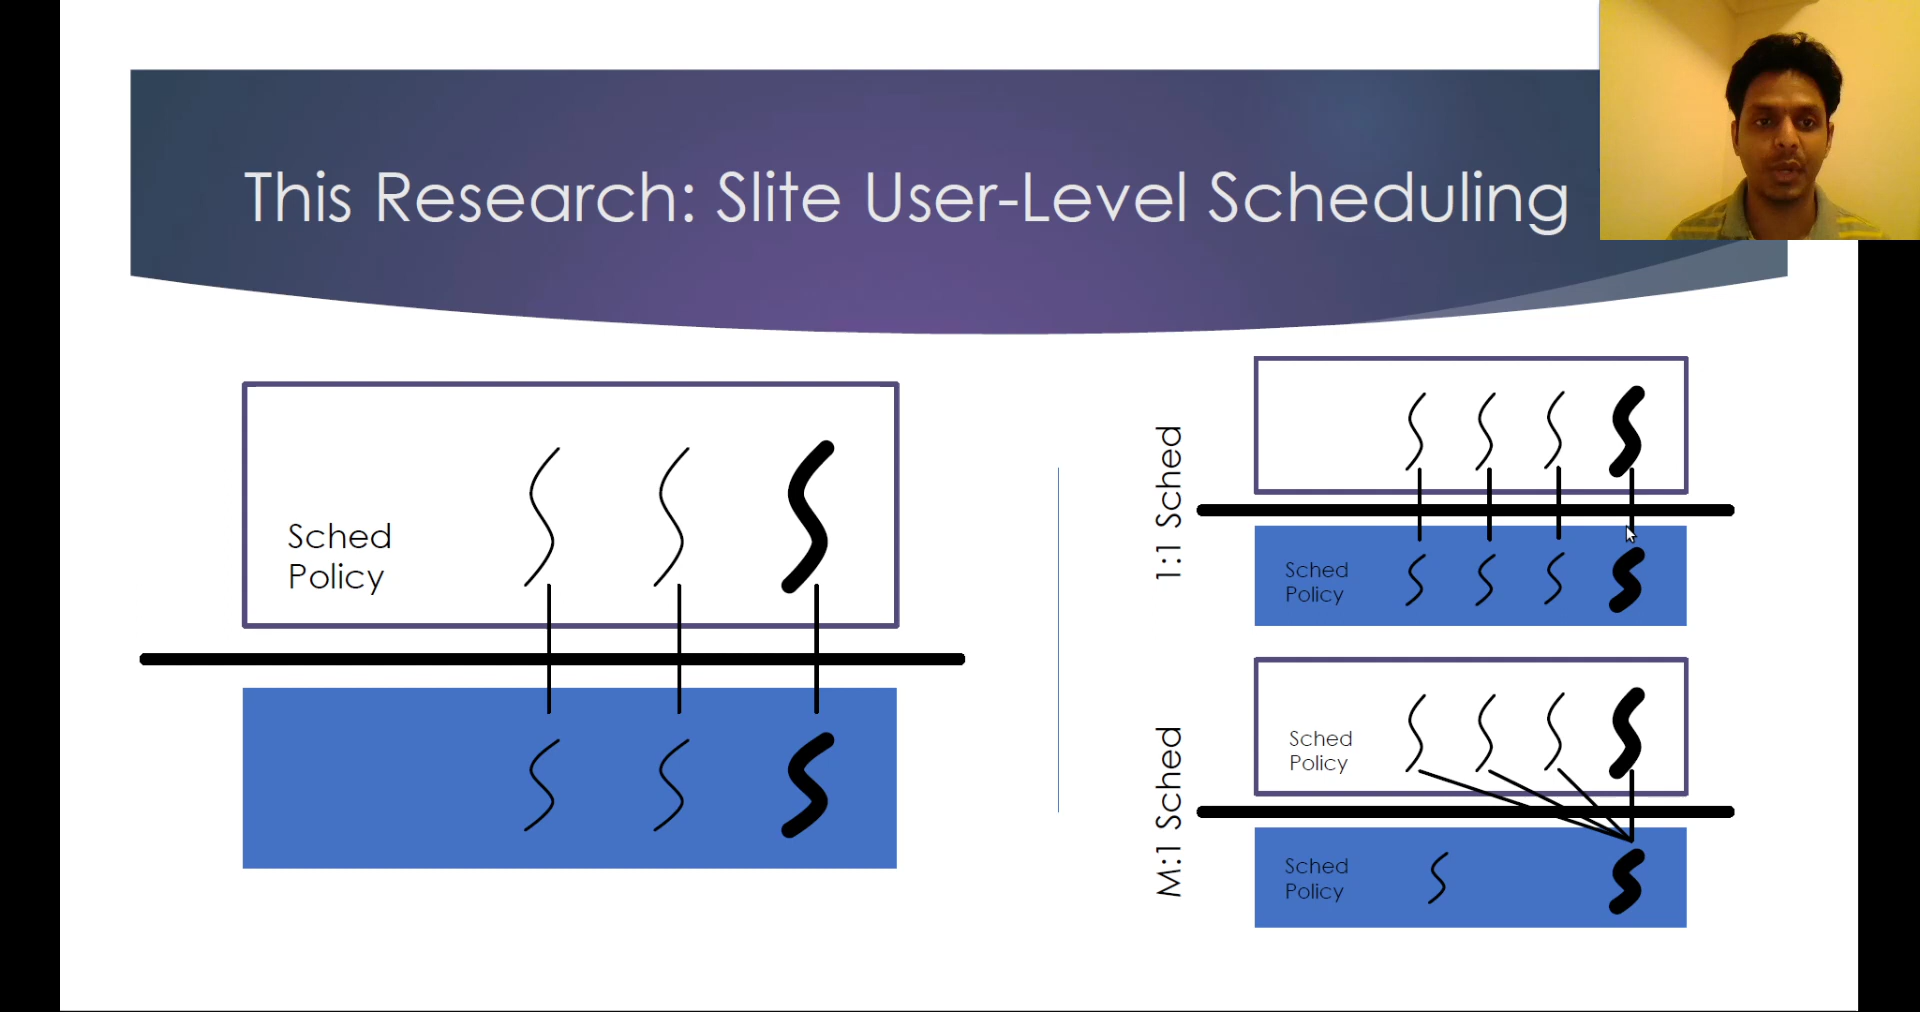 This Research: Slite User-Level Scheduling
Sched
Policy
1:1 Sched
Sched
Policy
M:1 Sched
Sched
Policy
Sched
Policy